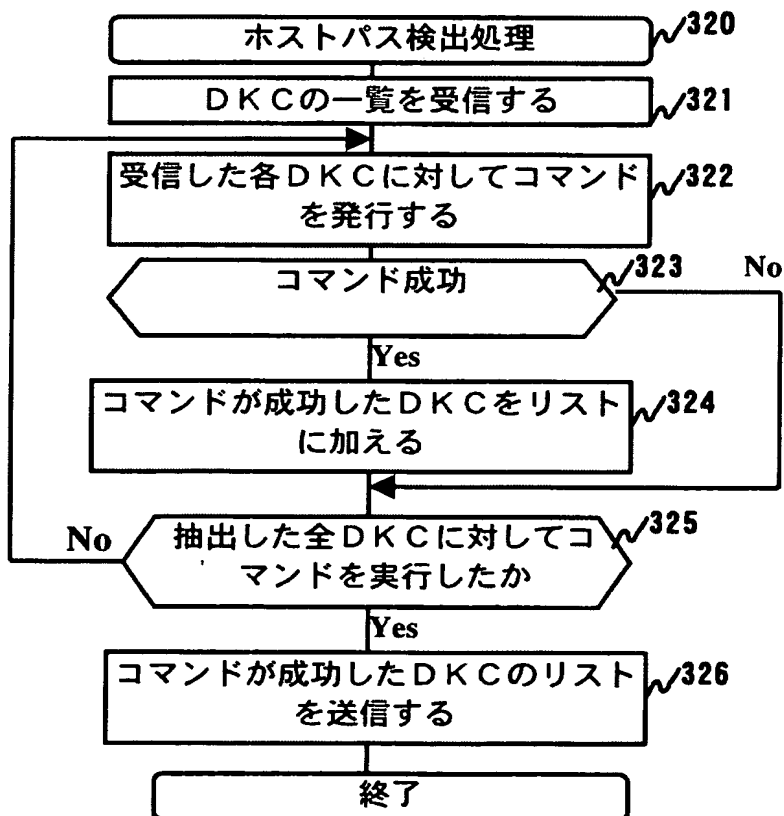 ホストパス検出処理
320
DKCの一覧を受信する
321
受信した各DKCに対してコマンド
を発行する
322
コマンド成功
323
No
Yes
コマンドが成功したDKCをリスト
に加える
324
No
抽出した全DKCに対してコ
マンドを実行したか
325
Yes
コマンドが成功したDKCのリスト
を送信する
326
終了